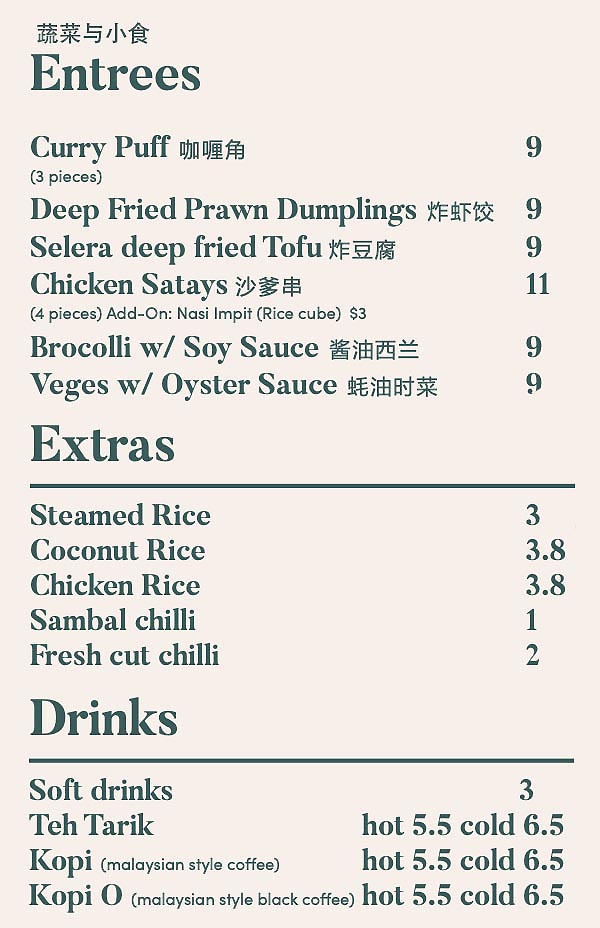 蔬菜与小食
Entrees
Curry Puff 咖喱角 9
(3 pieces)
Deep Fried Prawn Dumplings 炸虾饺 9
Selera deep fried Tofu 炸豆腐 9
Chicken Satays 沙爹串 11
(4 pieces) Add-On: Nasi Impit (Rice cube) $3
Brocolli w/ Soy Sauce 酱油西兰 9
Veges w/ Oyster Sauce 蚝油时菜 9
Extras
Steamed Rice 3
Coconut Rice 3.8
Chicken Rice 3.8
Sambal chilli 1
Fresh cut chilli 2
Drinks
Soft drinks 3
Teh Tarik hot 5.5 cold 6.5
Kopi (malaysian style coffee) hot 5.5 cold 6.5
Kopi O (malaysian style black coffee) hot 5.5 cold 6.5